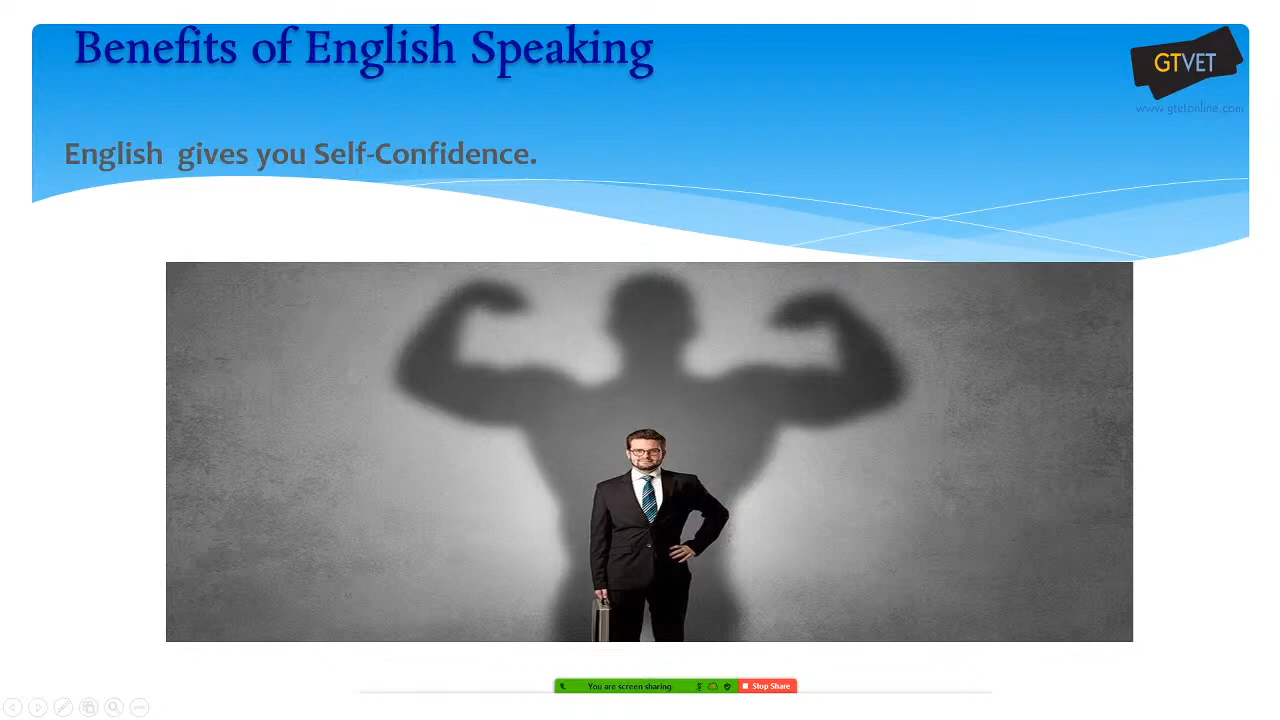 Benefits of English Speaking
GTVET
www.gtetonline.com
English gives you Self-Confidence.
You are screen sharing
Stop Share